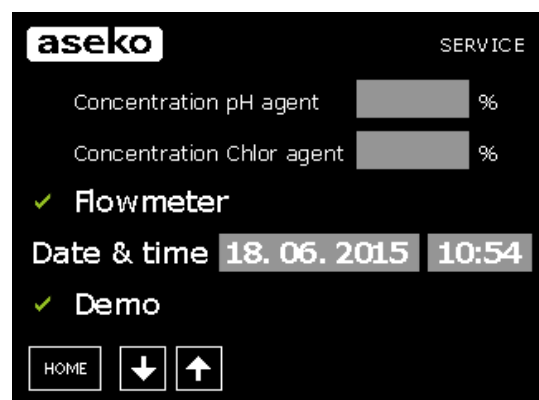 aseko SERVICE
Concentration pH agent %
Concentration Chlor agent %
Flowmeter
Date & time 18. 06. 2015 10:54
Demo
HOME